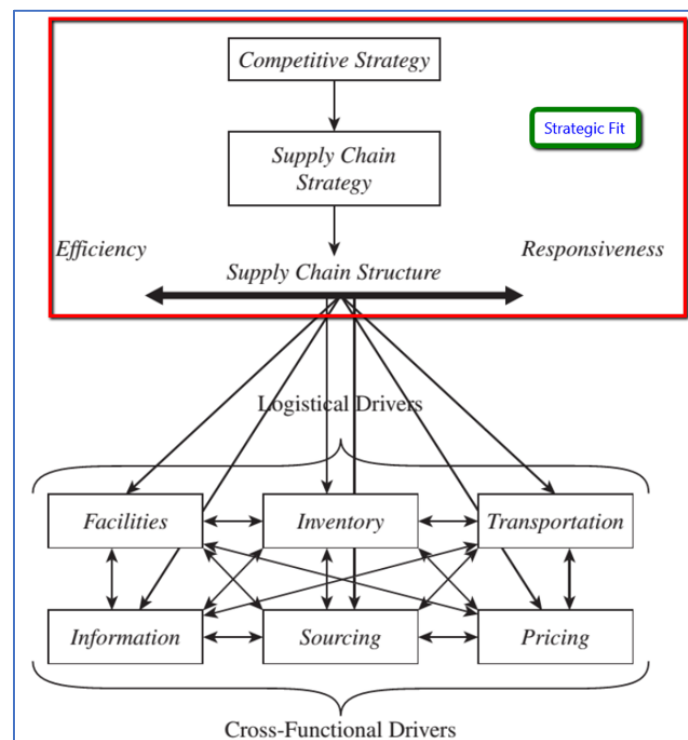 Competitive Strategy
Strategic Fit
Supply Chain
Strategy
Efficiency
Responsiveness
Supply Chain Structure
Logistical Drivers
Facilities
Inventory
Transportation
Information
Sourcing
Pricing
Cross-Functional Drivers